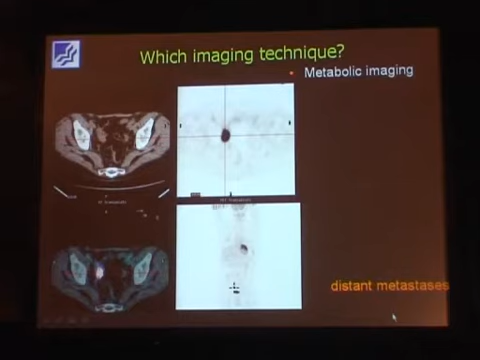 Which imaging technique?
Metabolic imaging
distant metastases